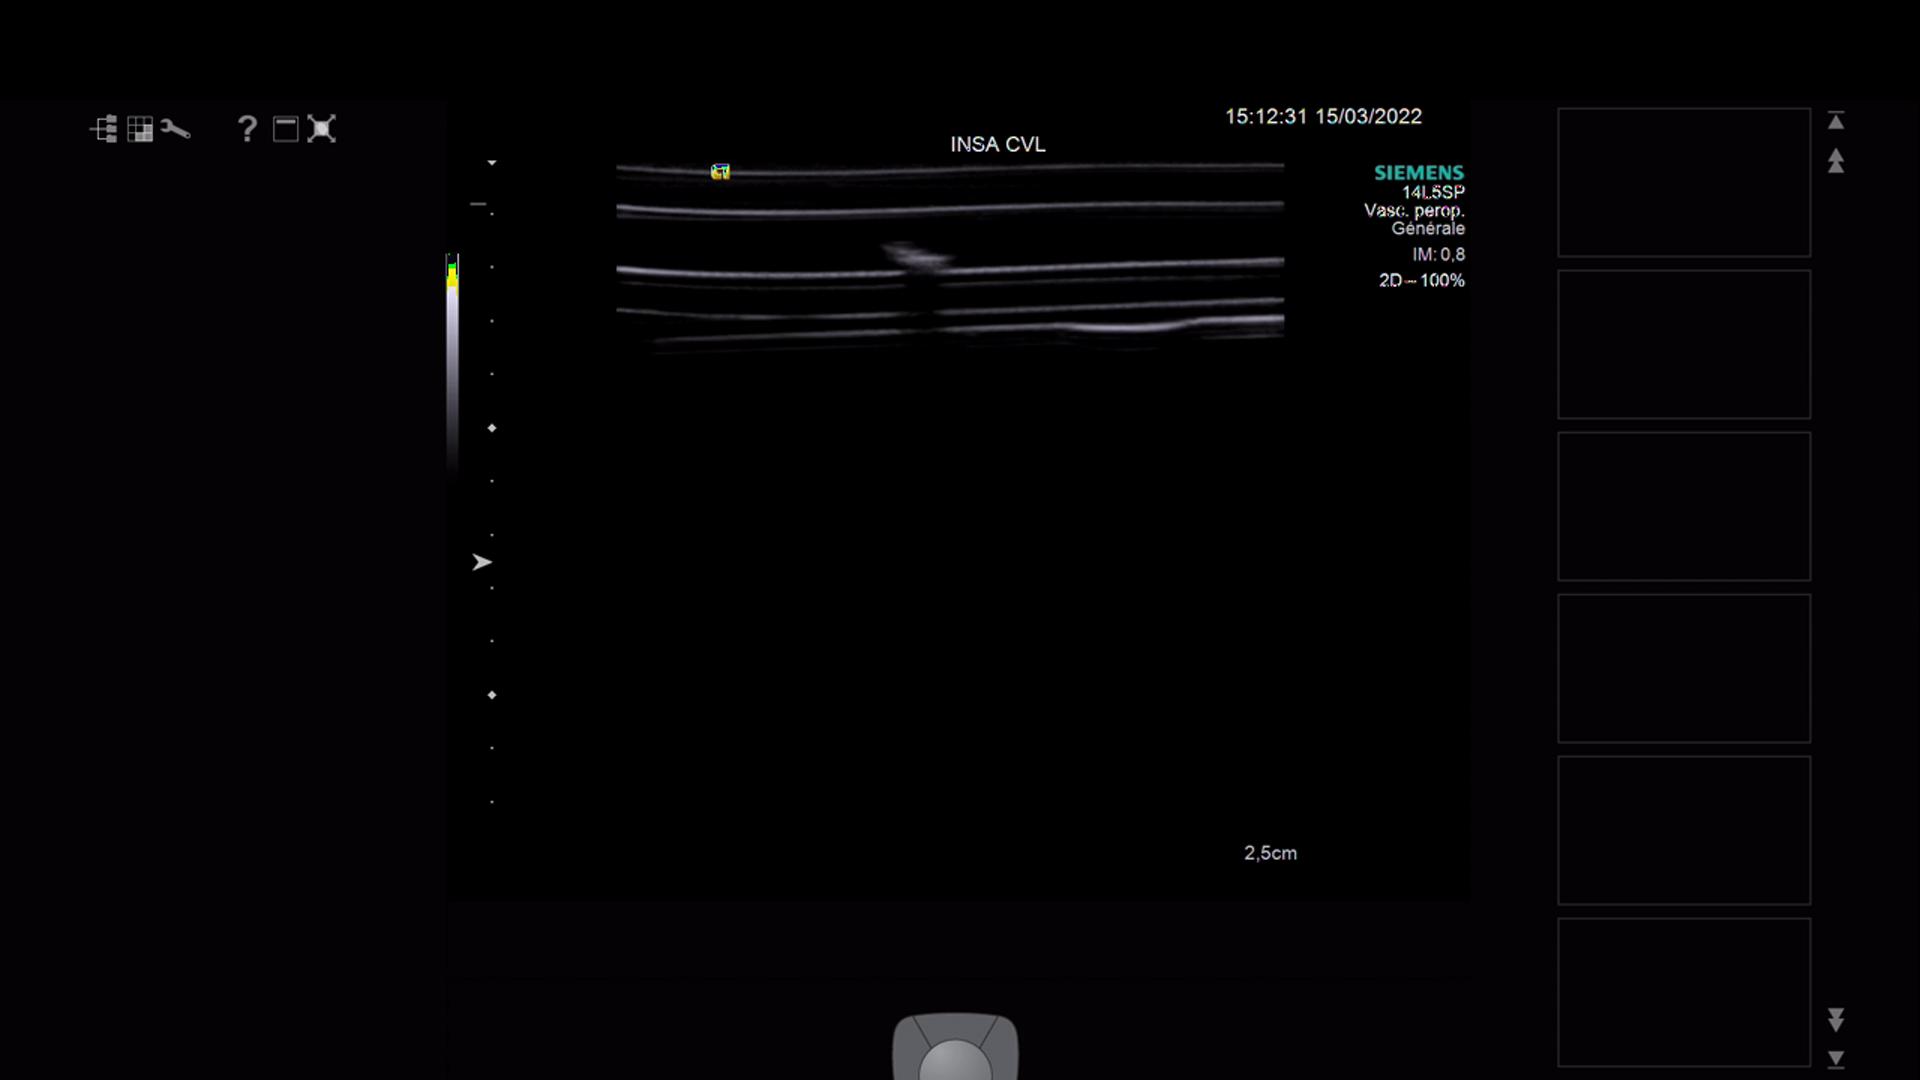 15:12:31 15/03/2022
INSA CVL
SIEMENS
14L5SP
Vasc. perop.
Générale
IM: 0,8
2D – 100%
2,5cm